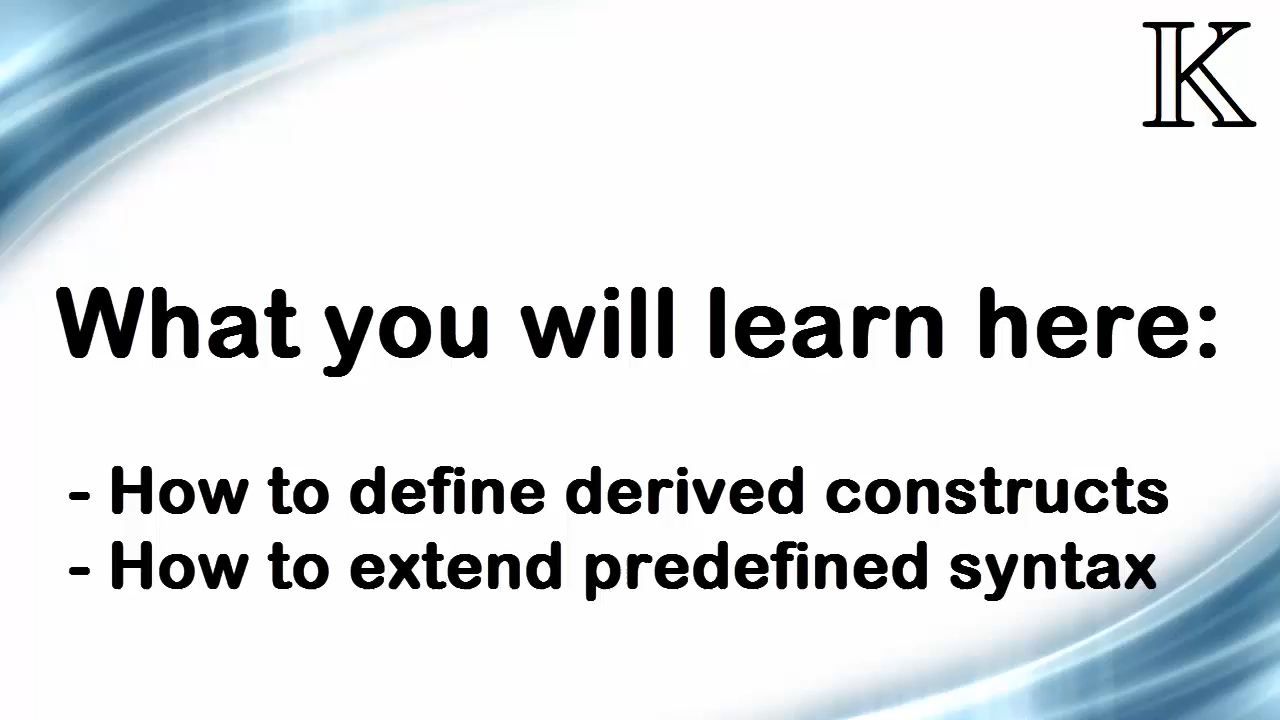 K
What you will learn here:
- How to define derived constructs
- How to extend predefined syntax